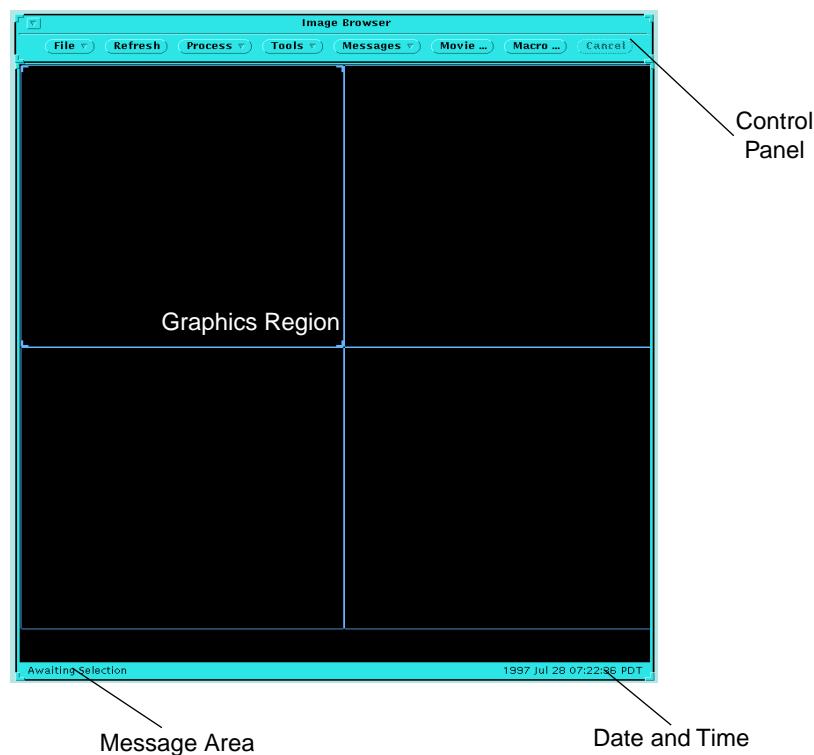 Image Browser
File Refresh Process Tools Messages Movie ... Macro ... Cancel
Control
Panel
Graphics Region
Awaiting Selection 1997 Jul 28 07:22:36 PDT
Message Area Date and Time